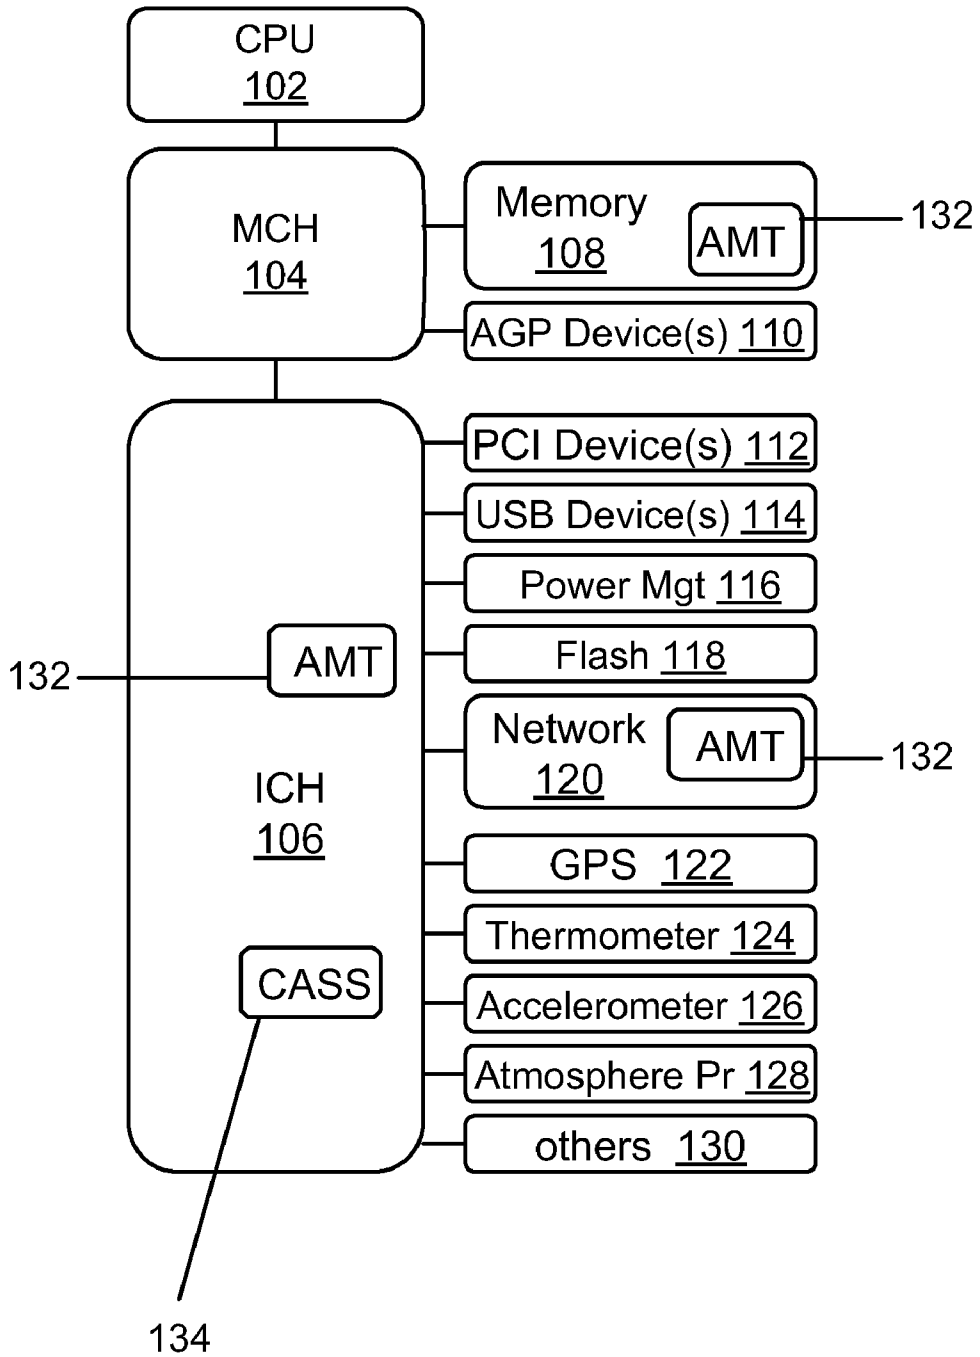 CPU
102
MCH
104
Memory
108
AMT
132
AGP Device(s) 110
PCI Device(s) 112
USB Device(s) 114
Power Mgt 116
Flash 118
132
AMT
Network
120
AMT
132
ICH
106
GPS 122
Thermometer 124
CASS
Accelerometer 126
Atmosphere Pr 128
others 130
134